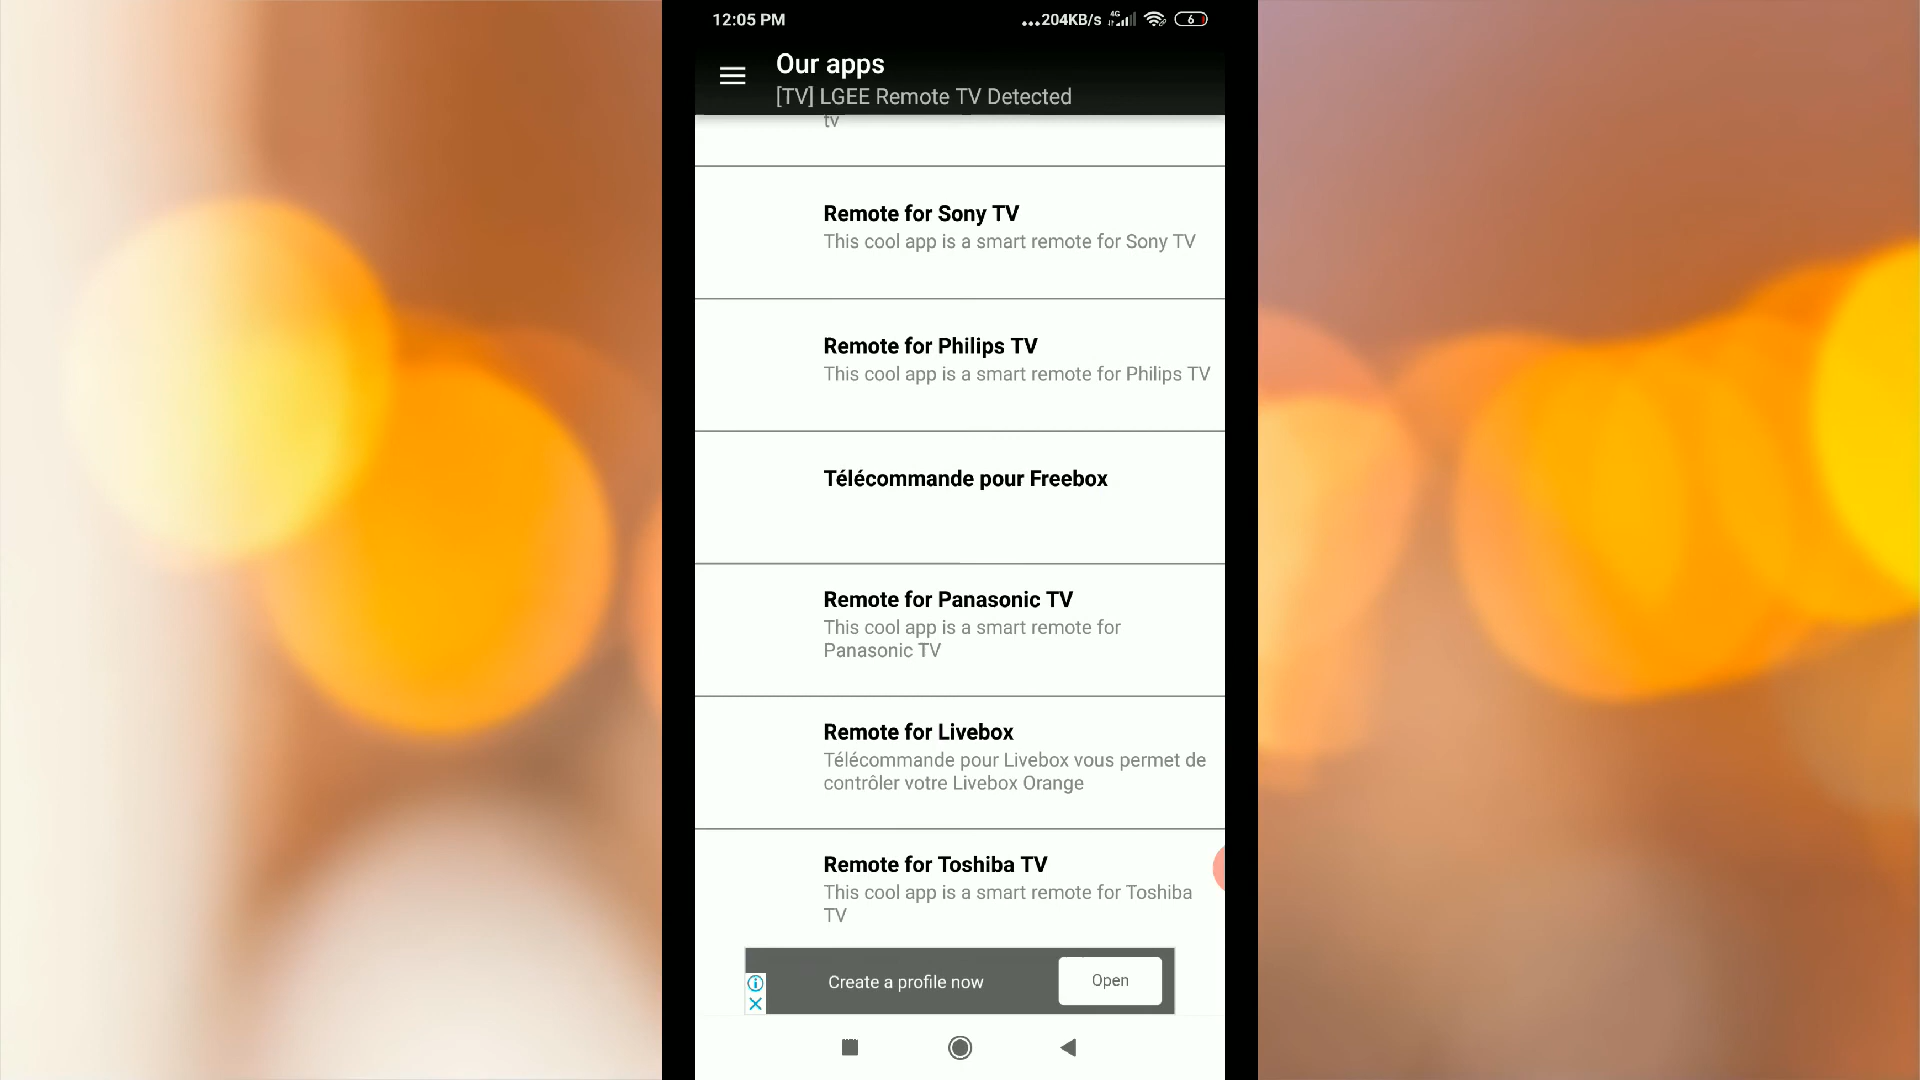 12:05 PM
...204KB/s 4G 6
Our apps
[TV] LGEE Remote TV Detected
tv
Remote for Sony TV
This cool app is a smart remote for Sony TV
Remote for Philips TV
This cool app is a smart remote for Philips TV
Télécommande pour Freebox
Remote for Panasonic TV
This cool app is a smart remote for
Panasonic TV
Remote for Livebox
Télécommande pour Livebox vous permet de
contrôler votre Livebox Orange
Remote for Toshiba TV
This cool app is a smart remote for Toshiba
TV
Create a profile now
Open